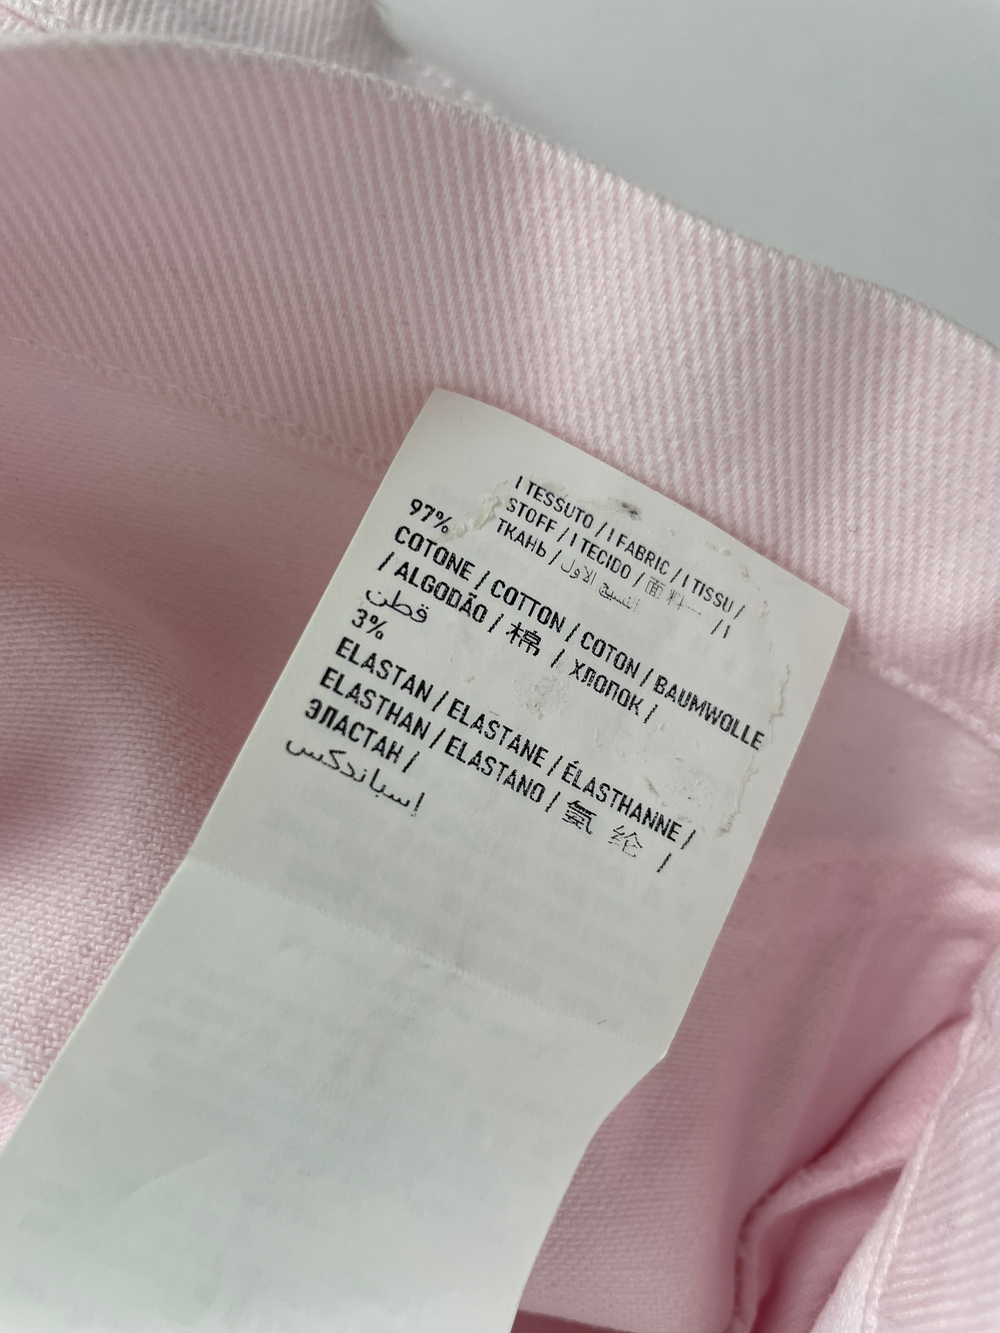 I TESSUTO / I FABRIC / I TISSU /
STOFF / I TECIDO / 面料一 / I
ТКАНЬ / النسيج الاول
97%
COTONE / COTTON / COTON / BAUMWOLLE
/ ALGODÃO / 棉 / ХЛОПОК /
قطن
3%
ELASTAN / ELASTANE / ÉLASTHANNE /
ELASTHAN / ELASTANO / 氨纶 /
ЭЛАСТАН /
إسباندكس